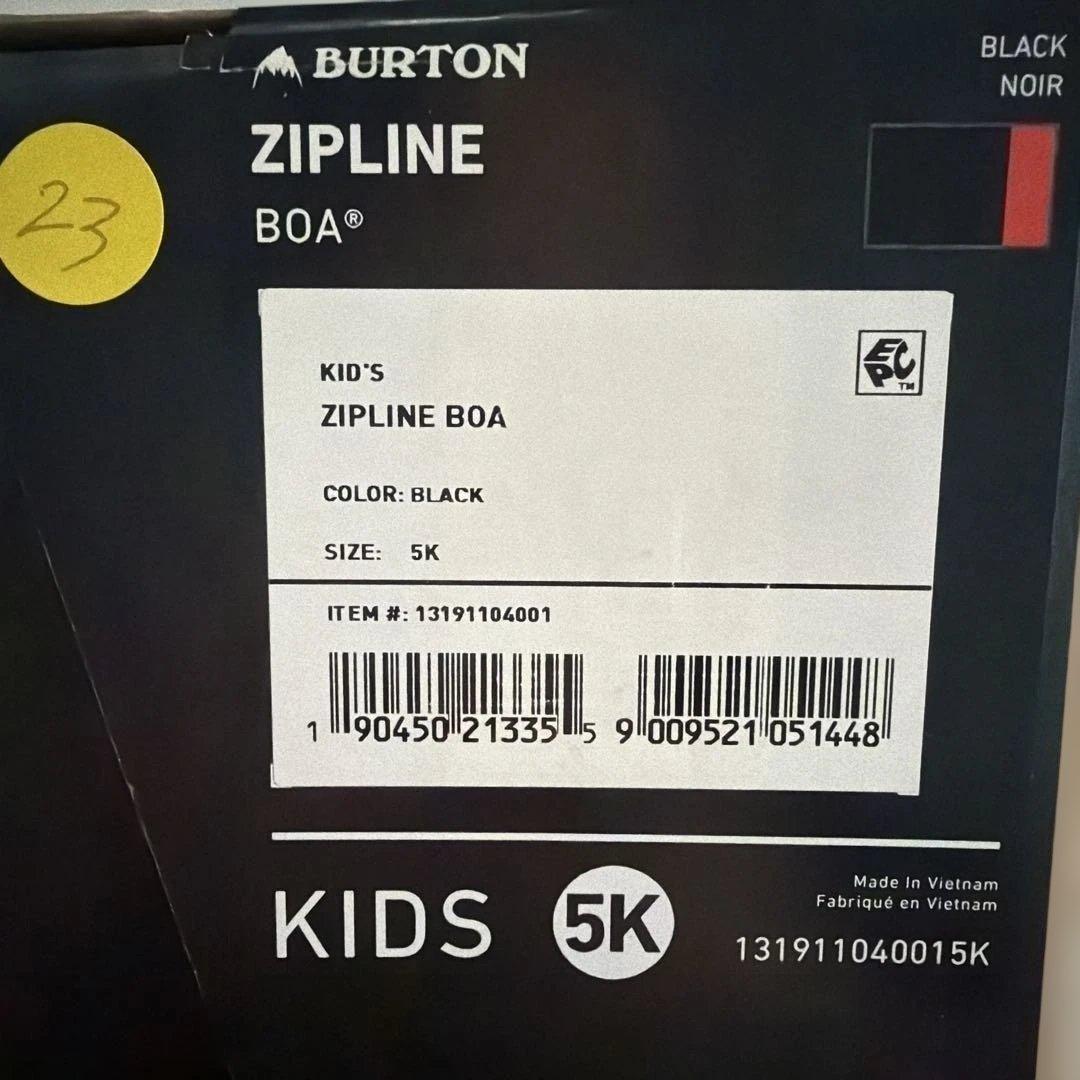 BURTON
BLACK
NOIR
ZIPLINE
BOA®
23
KID'S
ZIPLINE BOA
COLOR: BLACK
SIZE: 5K
ITEM #: 13191104001
1 90450 21335 5
9 009521 051448
EPC™
KIDS 5K
Made In Vietnam
Fabriqué en Vietnam
131911040015K